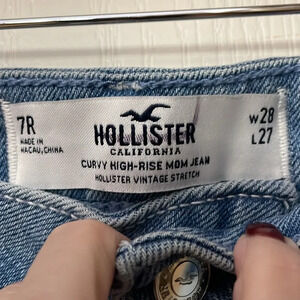 7R
MADE IN
MACAU, CHINA
HOLLISTER
CALIFORNIA
CURVY HIGH-RISE MOM JEAN
HOLLISTER VINTAGE STRETCH
W28
L27